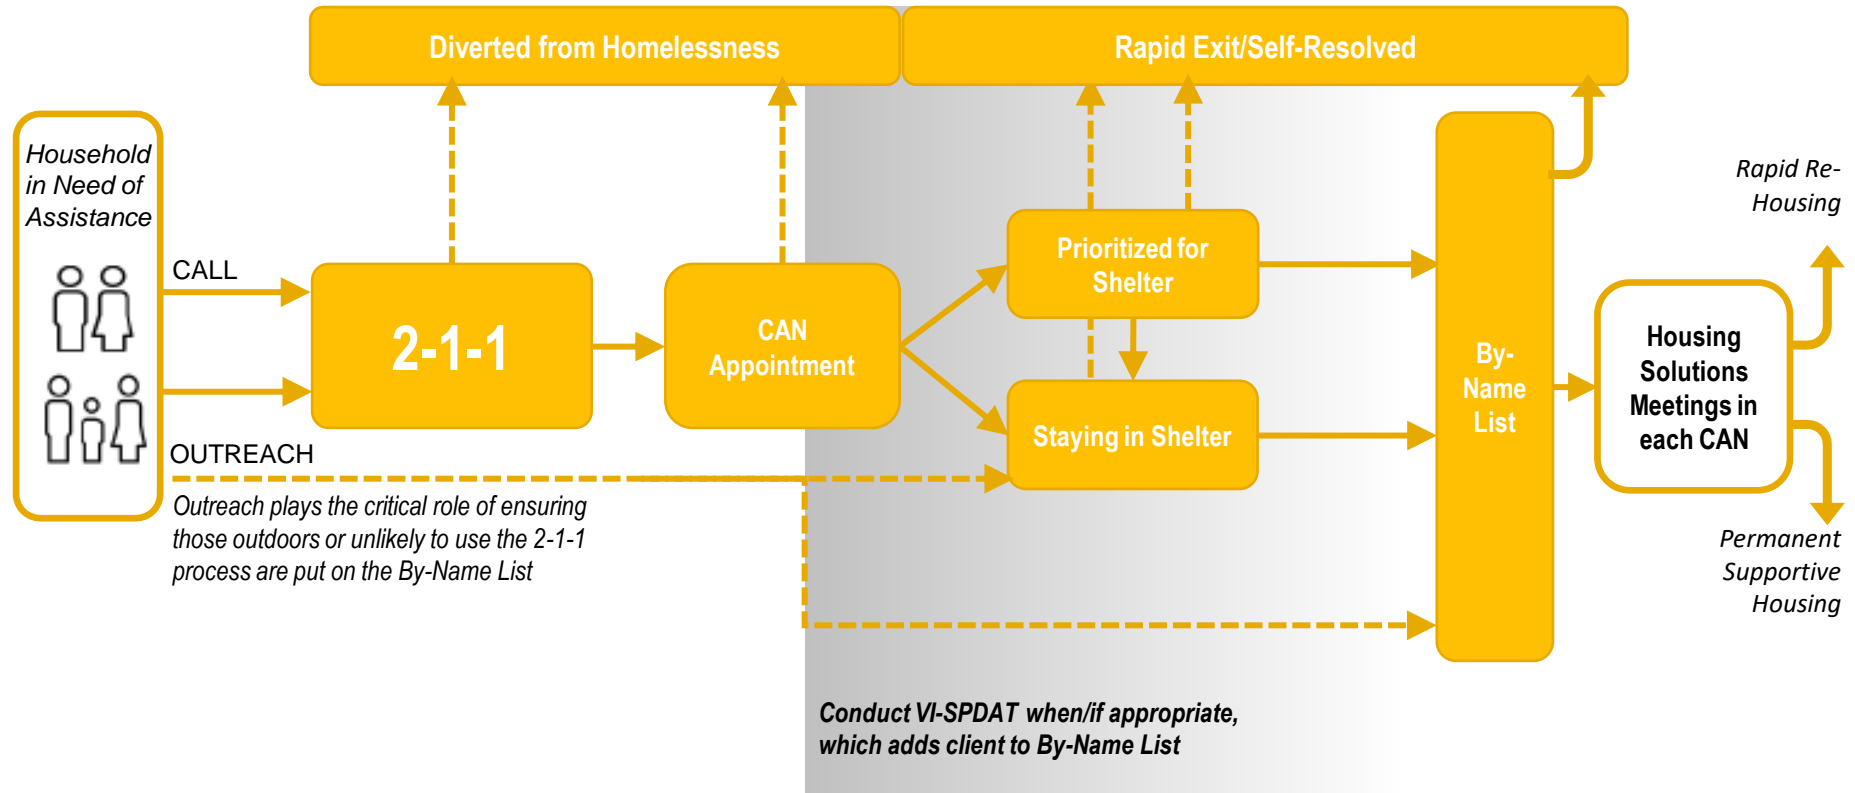 Diverted from Homelessness
Rapid Exit/Self-Resolved
Household
in Need of
Assistance
CALL
OUTREACH
Outreach plays the critical role of ensuring
those outdoors or unlikely to use the 2-1-1
process are put on the By-Name List
2-1-1
CAN
Appointment
Prioritized for
Shelter
Staying in Shelter
Conduct VI-SPDAT when/if appropriate,
which adds client to By-Name List
By-
Name
List
Housing
Solutions
Meetings in
each CAN
Rapid Re-
Housing
Permanent
Supportive
Housing